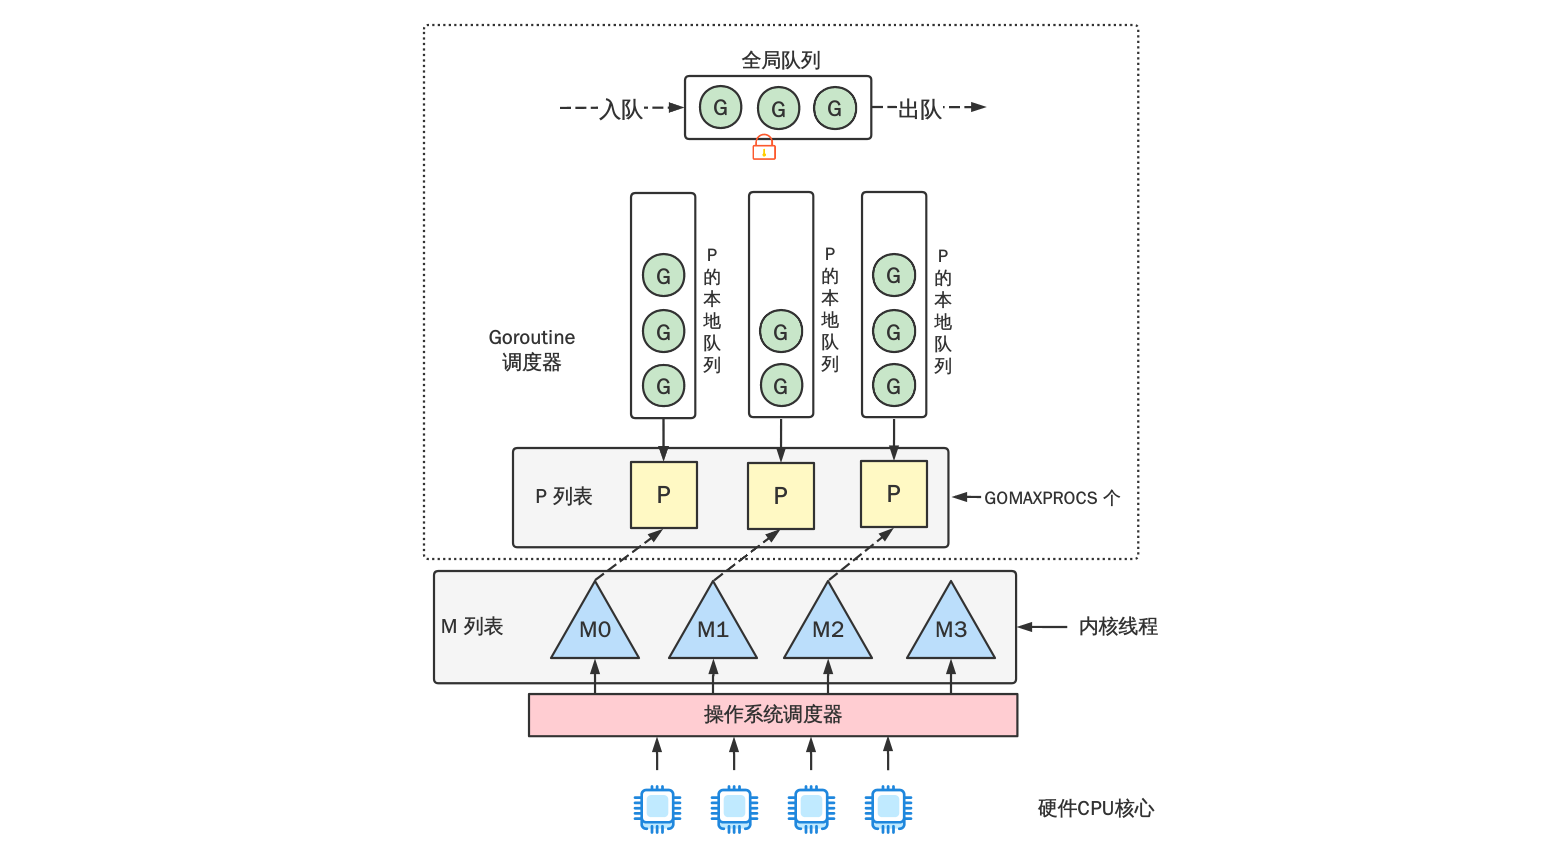 全局队列
入队
G G G
出队
G
G
G
P
的
本
地
队
列
G
G
P
的
本
地
队
列
G
G
G
P
的
本
地
队
列
Goroutine
调度器
P 列表
P
P
P
GOMAXPROCS 个
M 列表
M0
M1
M2
M3
内核线程
操作系统调度器
硬件CPU核心